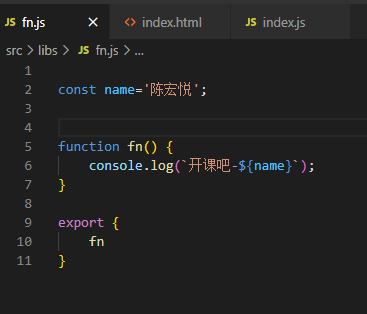 JS fn.js × <> index.html JS index.js
src > libs > JS fn.js > ...
1
2 const name='陈宏悦';
3
4
5 function fn() {
6     console.log(`开课吧-${name}`);
7 }
8
9 export {
10     fn
11 }